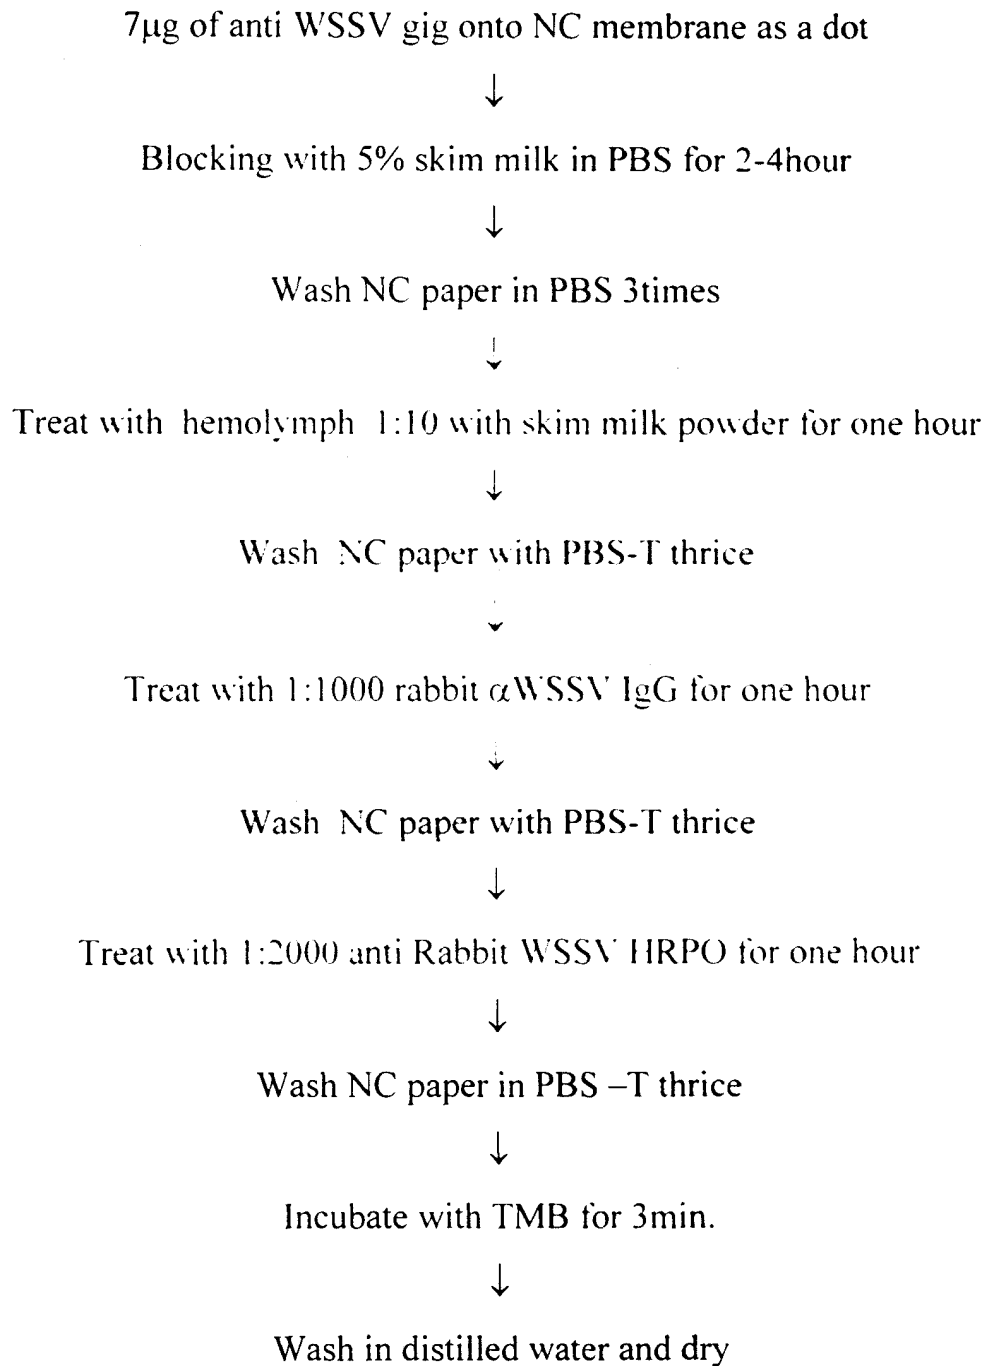 7µg of anti WSSV gig onto NC membrane as a dot
↓
Blocking with 5% skim milk in PBS for 2-4hour
↓
Wash NC paper in PBS 3times
↓
Treat with hemolymph 1:10 with skim milk powder for one hour
↓
Wash NC paper with PBS-T thrice
↓
Treat with 1:1000 rabbit αWSSV IgG for one hour
↓
Wash NC paper with PBS-T thrice
↓
Treat with 1:2000 anti Rabbit WSSV HRPO for one hour
↓
Wash NC paper in PBS –T thrice
↓
Incubate with TMB for 3min.
↓
Wash in distilled water and dry